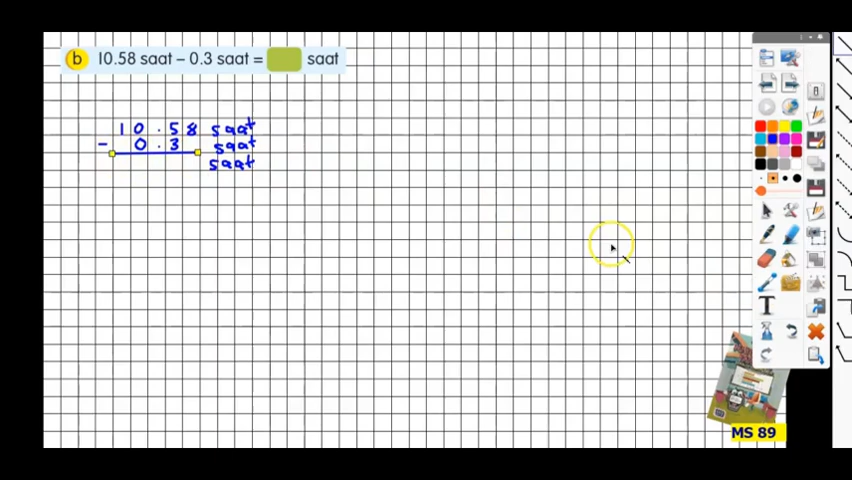 b 10.58 saat – 0.3 saat = saat
10.58 saat
- 0.3 saat
saat
T
MS 89